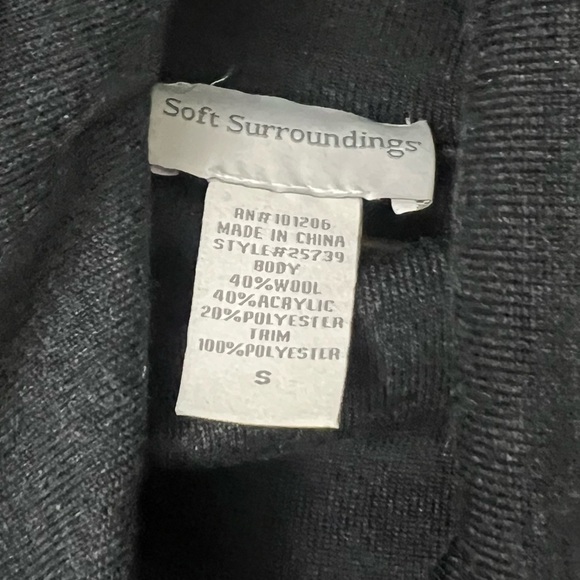 Soft Surroundings
RN#101206
MADE IN CHINA
STYLE#25739
BODY
40%WOOL
40%ACRYLIC
20%POLYESTER
TRIM
100%POLYESTER
S